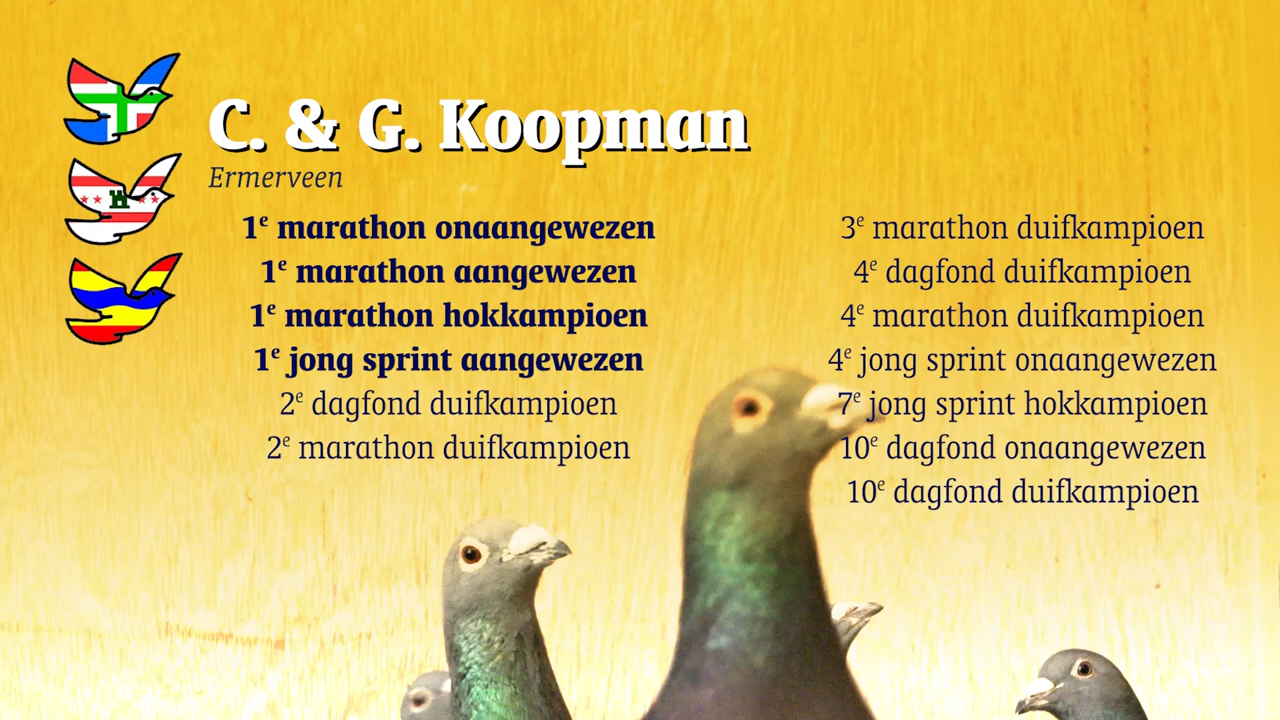 C. & G. Koopman
Ermerveen
1e marathon onaangewezen
1e marathon aangewezen
1e marathon hokkampioen
1e jong sprint aangewezen
2e dagfond duifkampioen
2e marathon duifkampioen
3e marathon duifkampioen
4e dagfond duifkampioen
4e marathon duifkampioen
4e jong sprint onaangewezen
7e jong sprint hokkampioen
10e dagfond onaangewezen
10e dagfond duifkampioen